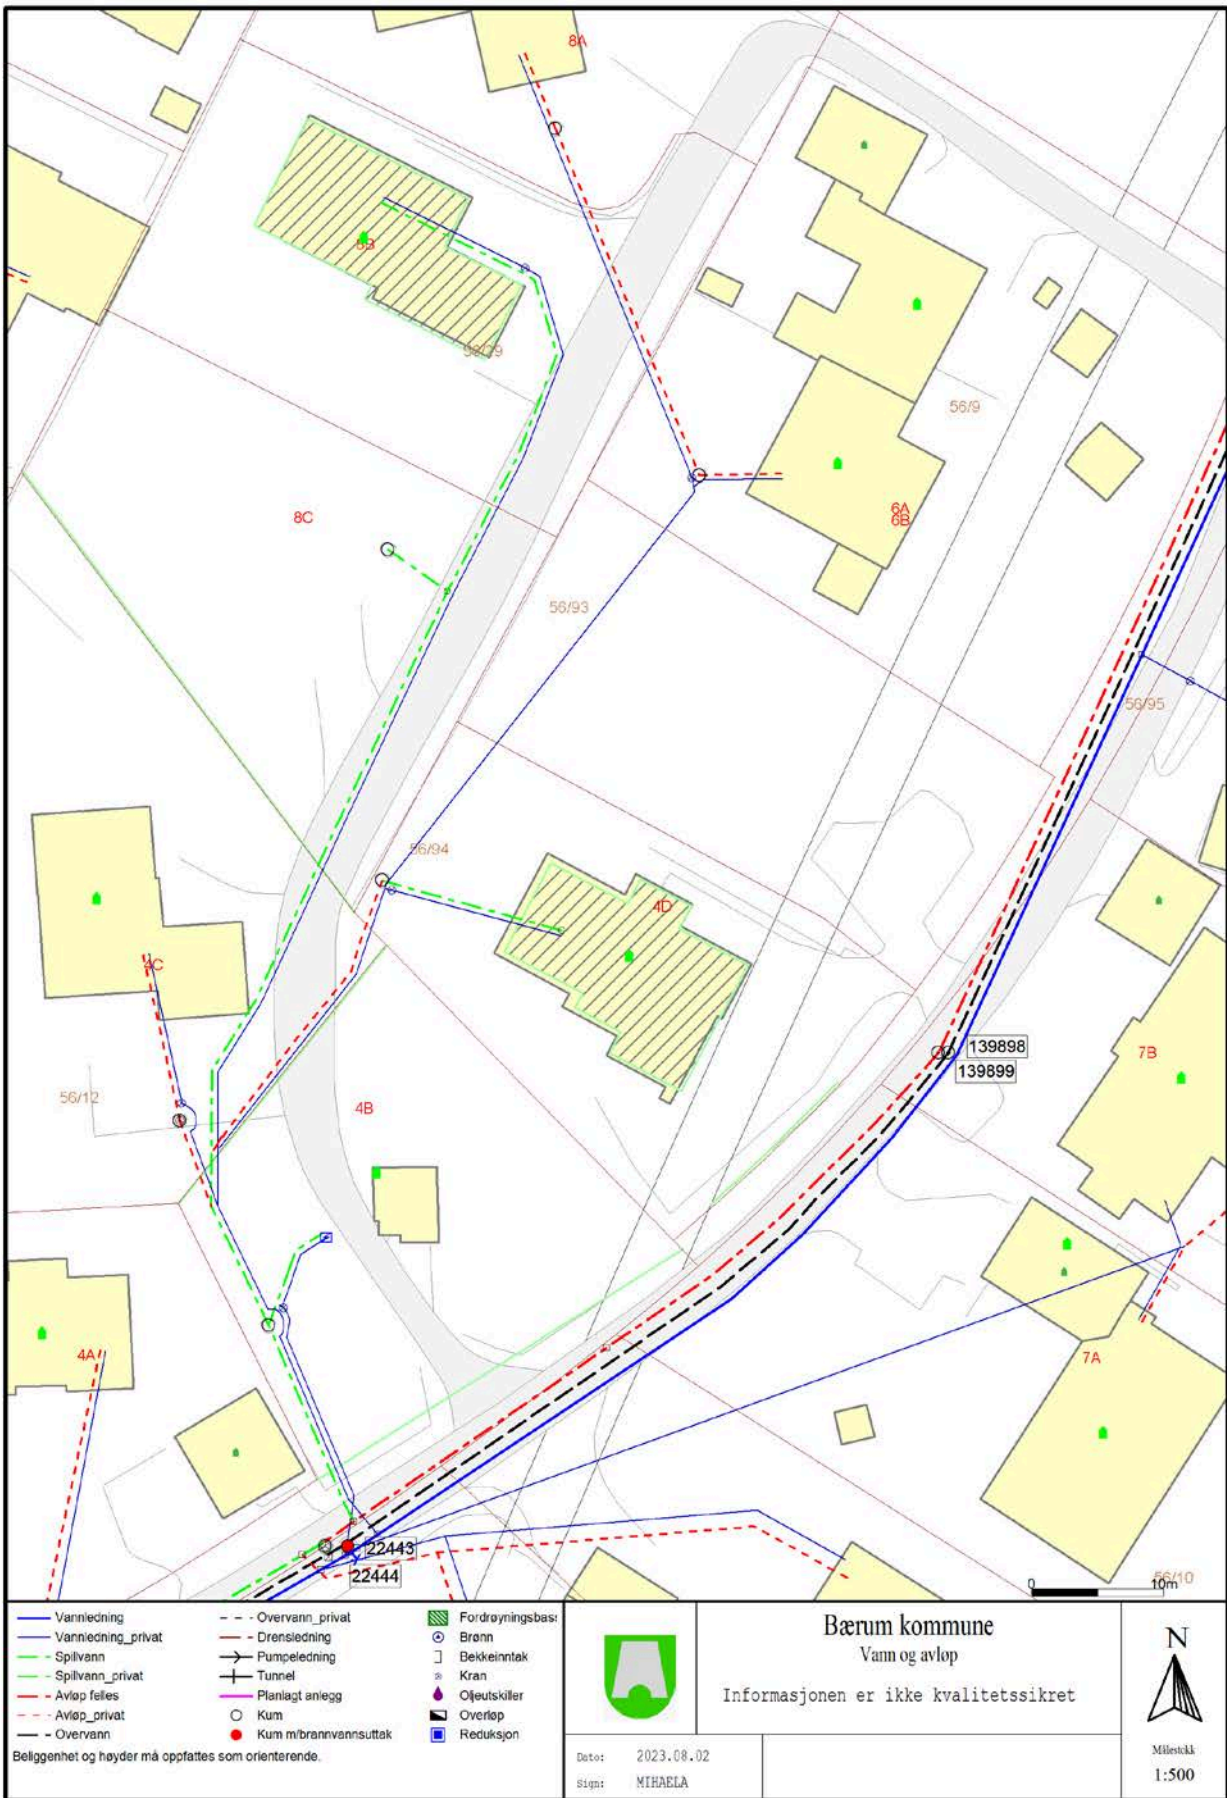 8A
8B
56/9
8C
6A
6B
56/93
56/95
56/94
4D
4C
139898
139899
7B
56/12
4B
4A
7A
22443
22444
56/10
0 10m
Vannledning
Vannledning_privat
Spillvann
Spillvann_privat
Avløp felles
Avløp_privat
Overvann
Overvann_privat
Drensledning
Pumpeledning
Tunnel
Planlagt anlegg
Kum
Kum m/brannvannsuttak
Fordrøyningsbas
Brønn
Bekkeinntak
Kran
Oljeutskiller
Overløp
Reduksjon
Beliggenhet og høyder må oppfattes som orienterende.
Bærum kommune
Vann og avløp
Informasjonen er ikke kvalitetssikret
Dato: 2023.08.02
Sign: MIHAELA
N
Målestokk
1:500